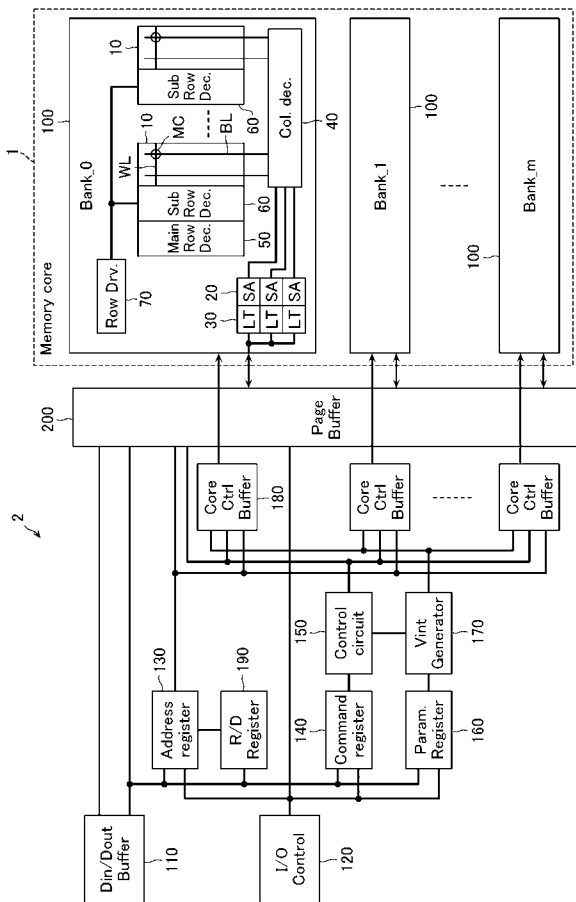 2
1
Memory core
Din/Dout
Buffer
110
I/O
Control
120
Address
register
130
R/D
Register
190
Command
register
140
Param.
Register
160
Control
circuit
150
Vint
Generator
170
Core
Ctrl
Buffer
180
Core
Ctrl
Buffer
Core
Ctrl
Buffer
200
Page
Buffer
100
Bank_0
Row Drv.
70
LT
SA
LT
SA
LT
SA
30
20
Main
Row
Dec.
50
Sub
Row
Dec.
60
WL
10
MC
BL
Sub
Row
Dec.
60
10
Col. dec.
40
Bank_1
100
Bank_m
100